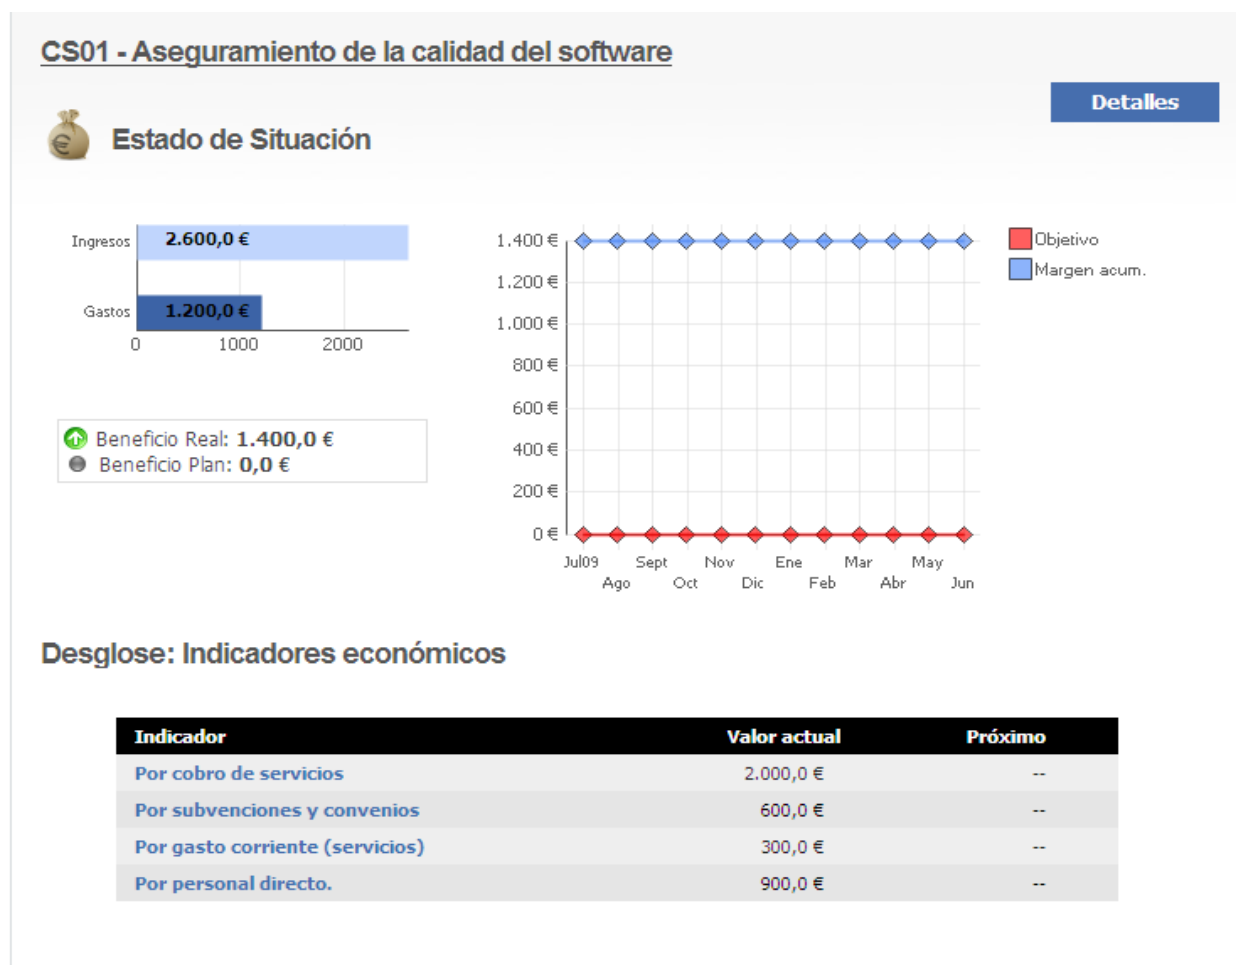 CS01 - Aseguramiento de la calidad del software
Detalles
€
Estado de Situación
Ingresos 2.600,0 €
Gastos 1.200,0 €
0 1000 2000
Beneficio Real: 1.400,0 €
Beneficio Plan: 0,0 €
1.400 €
1.200 €
1.000 €
800 €
600 €
400 €
200 €
0 €
Jul09 Sept Nov Ene Mar May
Ago Oct Dic Feb Abr Jun
Objetivo
Margen acum.
Desglose: Indicadores económicos
Indicador Valor actual Próximo
Por cobro de servicios 2.000,0 € --
Por subvenciones y convenios 600,0 € --
Por gasto corriente (servicios) 300,0 € --
Por personal directo. 900,0 € --